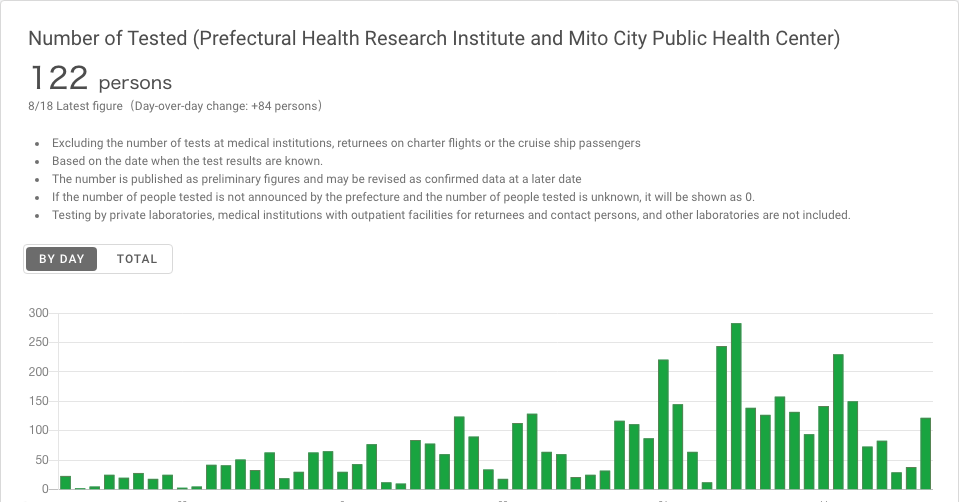 Number of Tested (Prefectural Health Research Institute and Mito City Public Health Center)
122 persons
8/18 Latest figure（Day-over-day change: +84 persons）
• Excluding the number of tests at medical institutions, returnees on charter flights or the cruise ship passengers
• Based on the date when the test results are known.
• The number is published as preliminary figures and may be revised as confirmed data at a later date
• If the number of people tested is not announced by the prefecture and the number of people tested is unknown, it will be shown as 0.
• Testing by private laboratories, medical institutions with outpatient facilities for returnees and contact persons, and other laboratories are not included.
BY DAY TOTAL
300
250
200
150
100
50
0